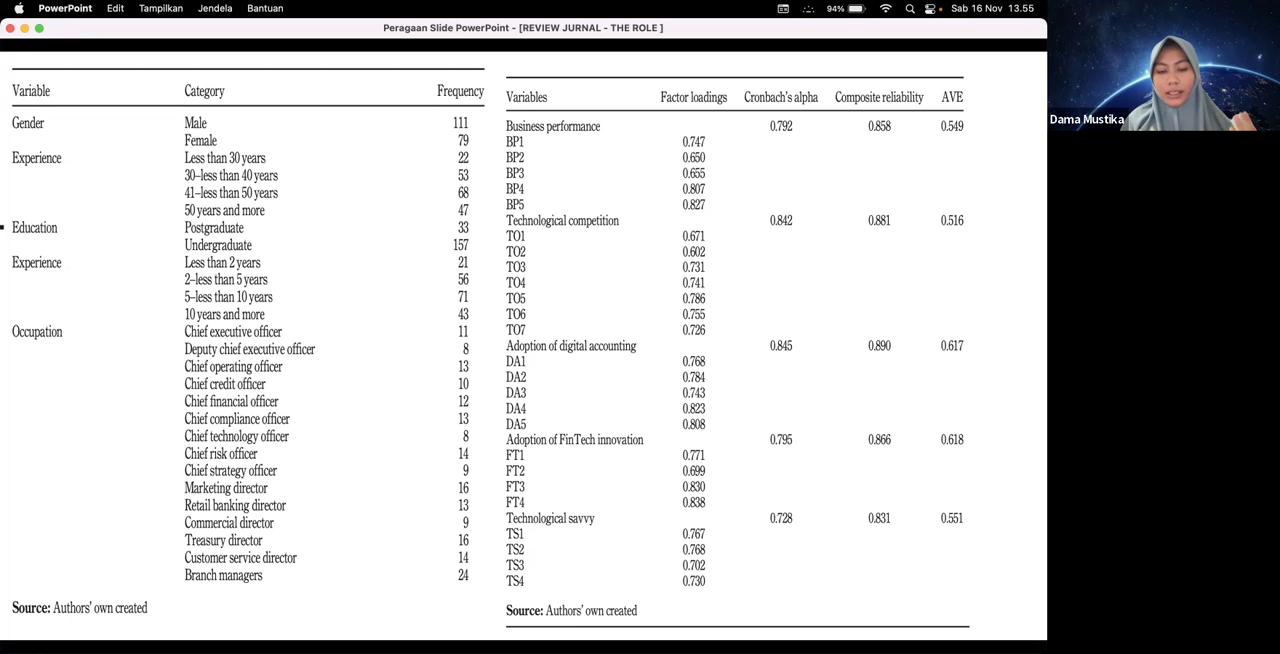 PowerPoint Edit Tampilkan Jendela Bantuan 94% Sab 16 Nov 13.55
Peragaan Slide PowerPoint - [REVIEW JURNAL - THE ROLE ]
Variable Category Frequency
Gender Male 111
Female 79
Experience Less than 30 years 22
30–less than 40 years 53
41–less than 50 years 68
50 years and more 47
Education Postgraduate 33
Undergraduate 157
Experience Less than 2 years 21
2–less than 5 years 56
5–less than 10 years 71
10 years and more 43
Occupation Chief executive officer 11
Deputy chief executive officer 8
Chief operating officer 13
Chief credit officer 10
Chief financial officer 12
Chief compliance officer 13
Chief technology officer 8
Chief risk officer 14
Chief strategy officer 9
Marketing director 16
Retail banking director 13
Commercial director 9
Treasury director 16
Customer service director 14
Branch managers 24
Source: Authors' own created
Variables Factor loadings Cronbach's alpha Composite reliability AVE
Business performance 0.792 0.858 0.549
BP1 0.747
BP2 0.650
BP3 0.655
BP4 0.807
BP5 0.827
Technological competition 0.842 0.881 0.516
TO1 0.671
TO2 0.602
TO3 0.731
TO4 0.741
TO5 0.786
TO6 0.755
TO7 0.726
Adoption of digital accounting 0.845 0.890 0.617
DA1 0.768
DA2 0.784
DA3 0.743
DA4 0.823
DA5 0.808
Adoption of FinTech innovation 0.795 0.866 0.618
FT1 0.771
FT2 0.699
FT3 0.830
FT4 0.838
Technological savvy 0.728 0.831 0.551
TS1 0.767
TS2 0.768
TS3 0.702
TS4 0.730
Source: Authors' own created
Dama Mustika